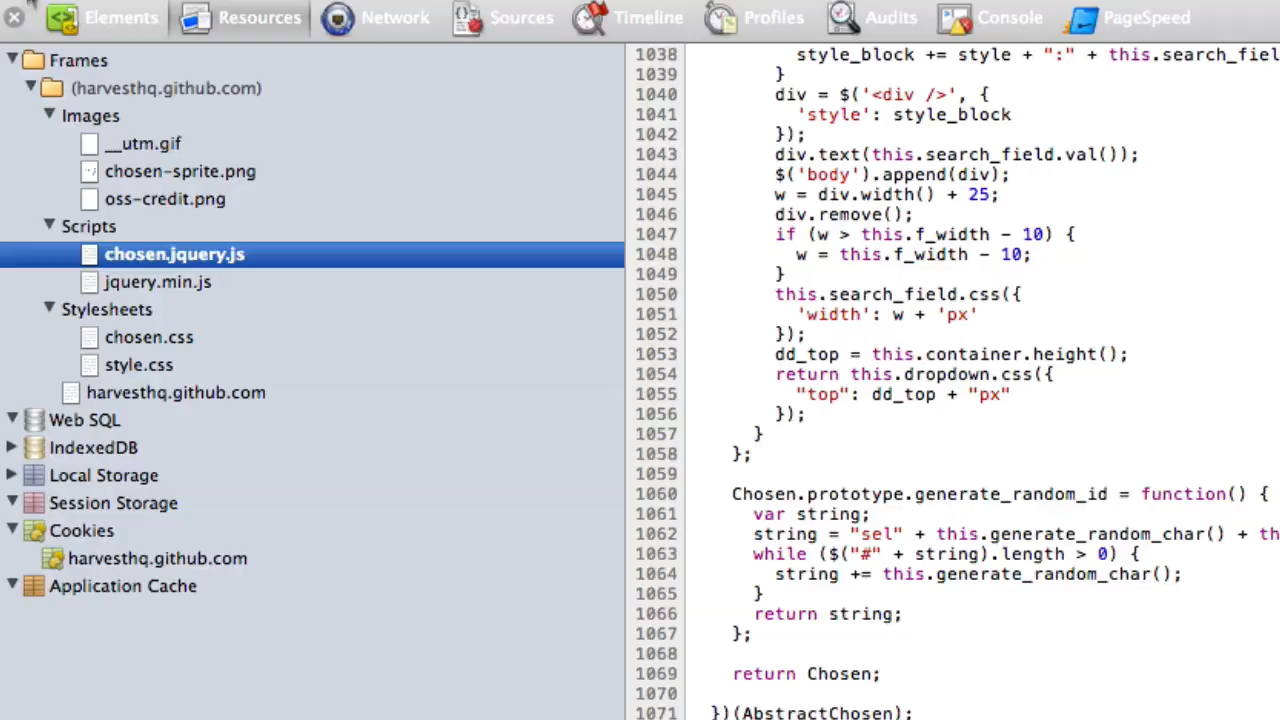 Elements Resources Network Sources Timeline Profiles Audits Console PageSpeed
Frames
(harvesthq.github.com)
Images
__utm.gif
chosen-sprite.png
oss-credit.png
Scripts
chosen.jquery.js
jquery.min.js
Stylesheets
chosen.css
style.css
harvesthq.github.com
Web SQL
IndexedDB
Local Storage
Session Storage
Cookies
harvesthq.github.com
Application Cache
1038 style_block += style + ":" + this.search_fiel
1039 }
1040 div = $('<div />', {
1041 'style': style_block
1042 });
1043 div.text(this.search_field.val());
1044 $('body').append(div);
1045 w = div.width() + 25;
1046 div.remove();
1047 if (w > this.f_width - 10) {
1048 w = this.f_width - 10;
1049 }
1050 this.search_field.css({
1051 'width': w + 'px'
1052 });
1053 dd_top = this.container.height();
1054 return this.dropdown.css({
1055 "top": dd_top + "px"
1056 });
1057 }
1058 };
1059
1060 Chosen.prototype.generate_random_id = function() {
1061 var string;
1062 string = "sel" + this.generate_random_char() + th
1063 while ($("#" + string).length > 0) {
1064 string += this.generate_random_char();
1065 }
1066 return string;
1067 };
1068
1069 return Chosen;
1070
1071 })(AbstractChosen);